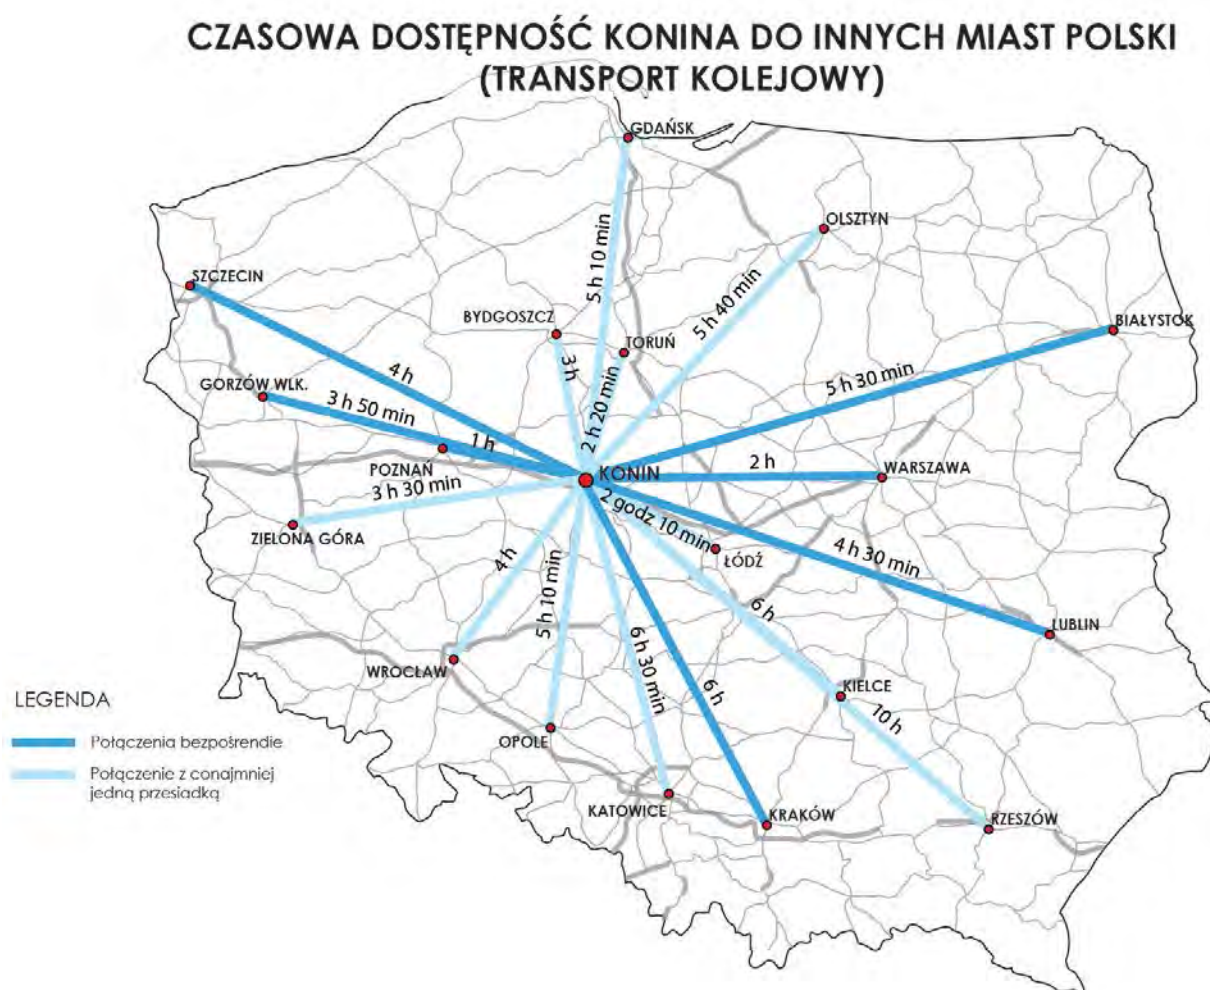 CZASOWA DOSTĘPNOŚĆ KONINA DO INNYCH MIAST POLSKI
(TRANSPORT KOLEJOWY)
GDAŃSK
OLSZTYN
5 h 10 min
SZCZECIN
5 h 40 min
BYDGOSZCZ
BIAŁYSTOK
TORUŃ
3 h
4 h
5 h 30 min
GORZÓW WLK.
3 h 50 min
2 h 20 min
1 h
POZNAŃ
KONIN
2 h
WARSZAWA
3 h 30 min
2 godz 10 min
ZIELONA GÓRA
ŁÓDŹ
4 h 30 min
4 h
5 h 10 min
6 h
LUBLIN
6 h 30 min
WROCŁAW
6 h
KIELCE
LEGENDA
10 h
OPOLE
Połączenia bezpośrendie
Połączenie z conajmniej
jedną przesiadką
KATOWICE
KRAKÓW
RZESZÓW